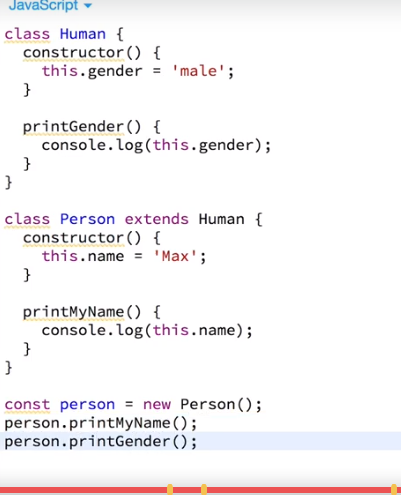 JavaScript
class Human {
  constructor() {
    this.gender = 'male';
  }

  printGender() {
    console.log(this.gender);
  }
}

class Person extends Human {
  constructor() {
    this.name = 'Max';
  }

  printMyName() {
    console.log(this.name);
  }
}

const person = new Person();
person.printMyName();
person.printGender();